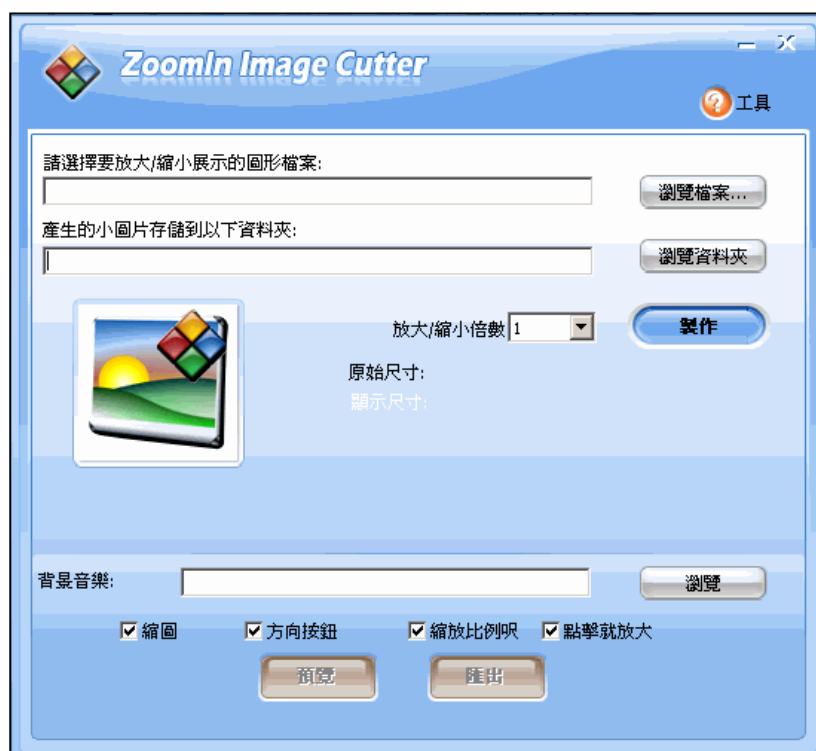 ZoomIn Image Cutter
工具
請選擇要放大/縮小展示的圖形檔案:
瀏覽檔案...
產生的小圖片存儲到以下資料夾:
瀏覽資料夾
放大/縮小倍數 1
製作
原始尺寸:
顯示尺寸:
背景音樂:
瀏覽
縮圖 方向按鈕 縮放比例呎 點擊就放大
預覽 匯出